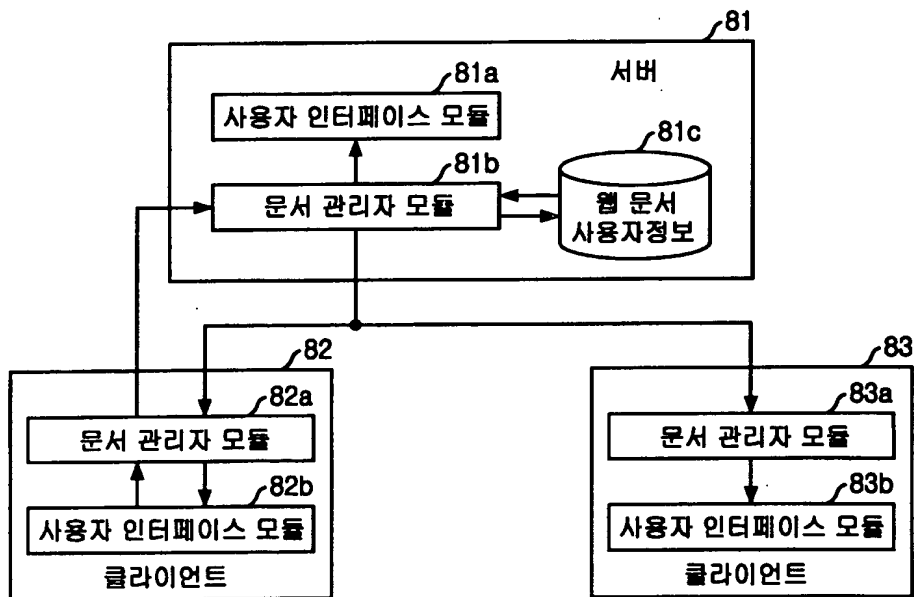 81
서버
81a
사용자 인터페이스 모듈
81c
81b
문서 관리자 모듈
웹 문서
사용자정보
82
83
82a
83a
문서 관리자 모듈
문서 관리자 모듈
82b
83b
사용자 인터페이스 모듈
사용자 인터페이스 모듈
클라이언트
클라이언트